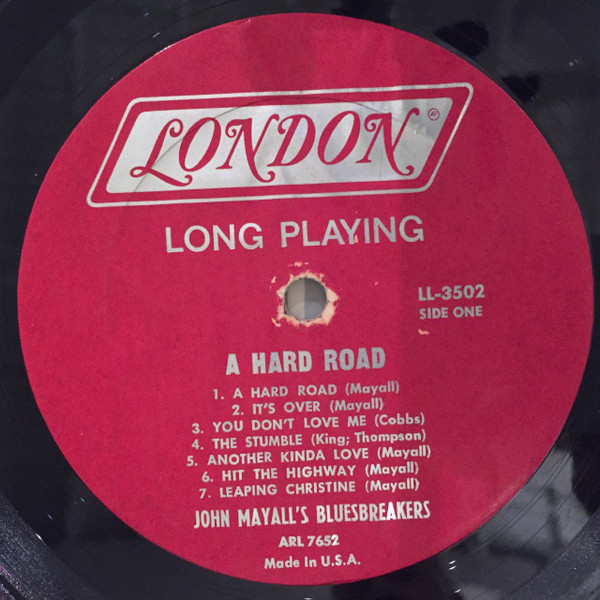 LONDON®
LONG PLAYING
LL-3502
SIDE ONE
A HARD ROAD
1. A HARD ROAD (Mayall)
2. IT'S OVER (Mayall)
3. YOU DON'T LOVE ME (Cobbs)
4. THE STUMBLE (King; Thompson)
5. ANOTHER KINDA LOVE (Mayall)
6. HIT THE HIGHWAY (Mayall)
7. LEAPING CHRISTINE (Mayall)
JOHN MAYALL'S BLUESBREAKERS
ARL 7652
Made In U.S.A.